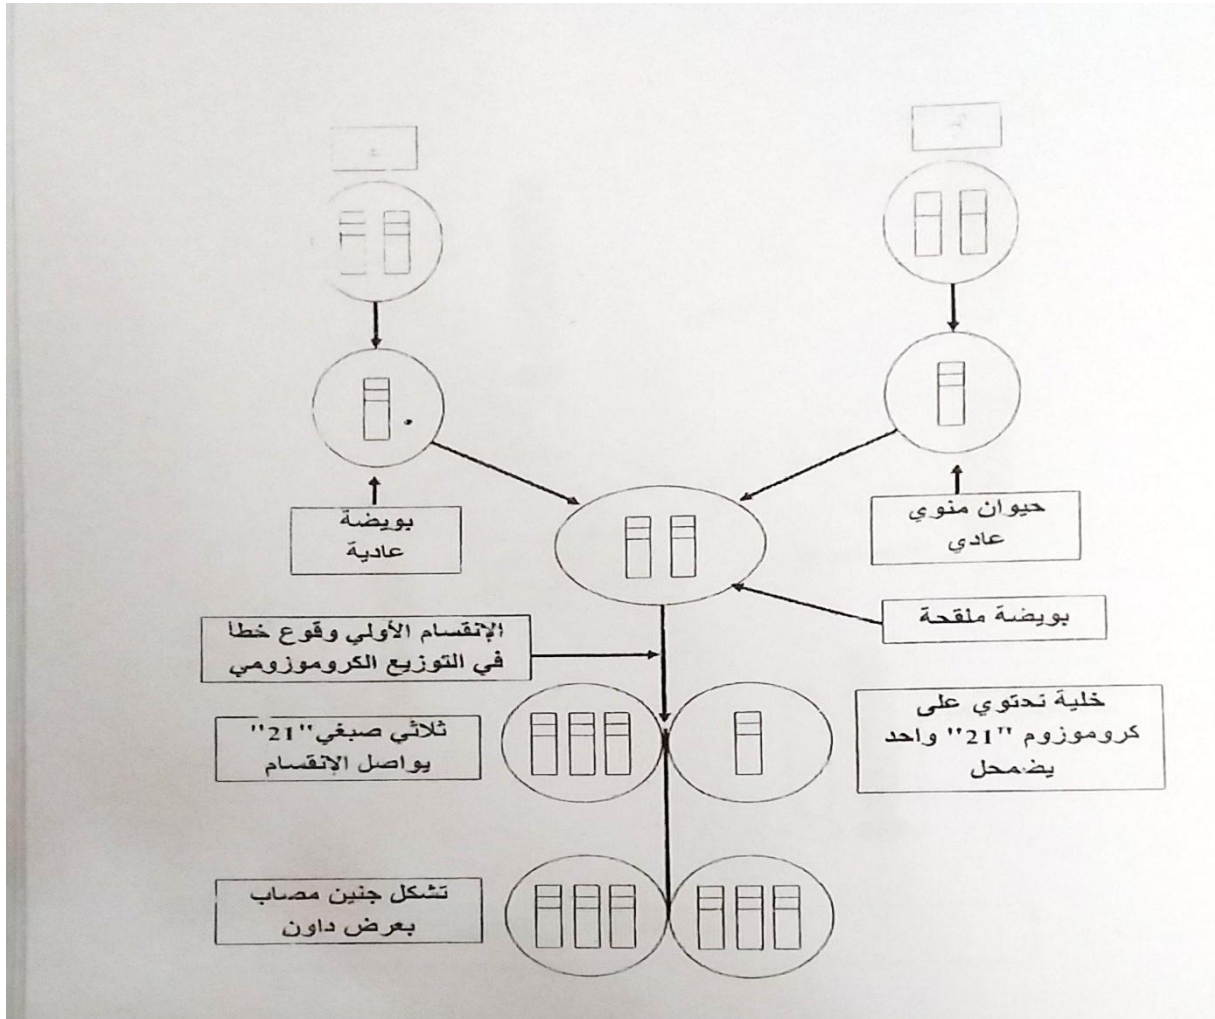 بويضة
عادية
حيوان منوي
عادي
بويضة ملقحة
الإنقسام الأولي وقوع خطأ
في التوزيع الكروموزومي
ثلاثي صبغي "21"
يواصل الإنقسام
خلية تحتوي على
كروموزوم "21" واحد
يضمحل
تشكل جنين مصاب
بعرض داون